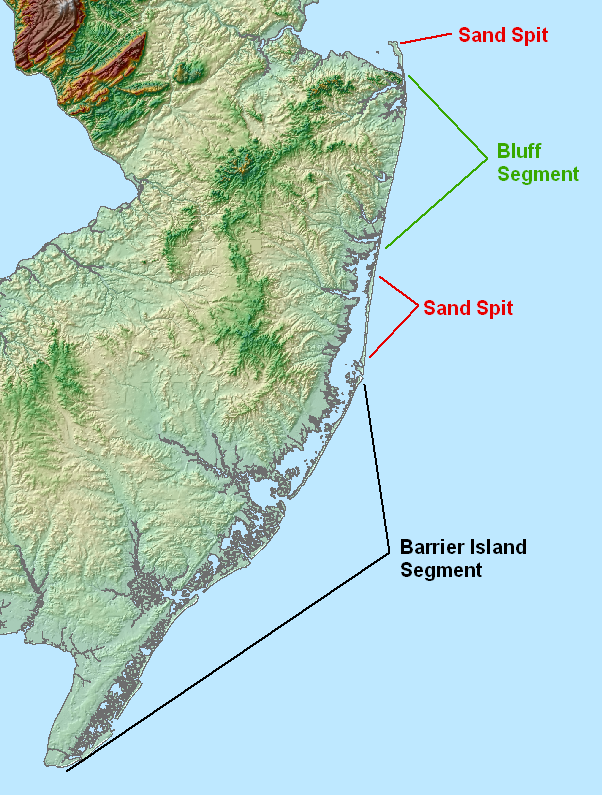 Sand Spit
Bluff
Segment
Sand Spit
Barrier Island
Segment